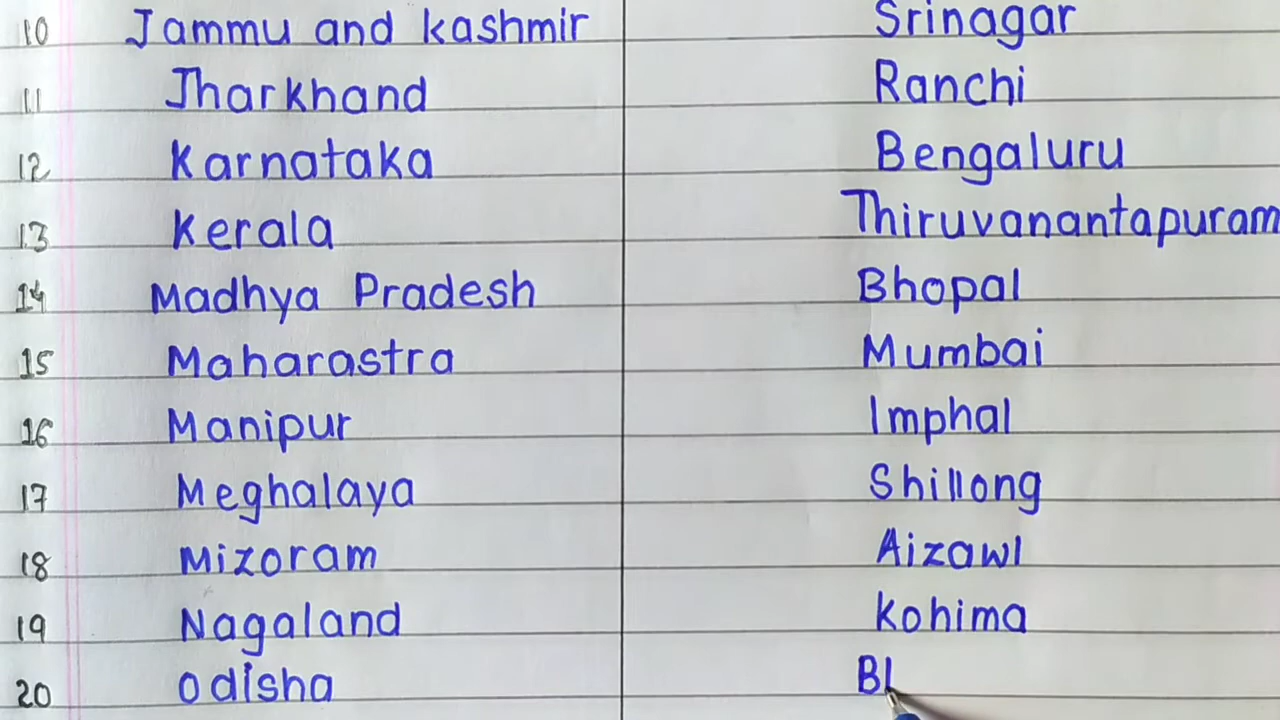 10 Jammu and kashmir Srinagar
11 Jharkhand Ranchi
12 Karnataka Bengaluru
13 Kerala Thiruvanantapuram
14 Madhya Pradesh Bhopal
15 Maharastra Mumbai
16 Manipur Imphal
17 Meghalaya Shillong
18 Mizoram Aizawl
19 Nagaland Kohima
20 Odisha Bl